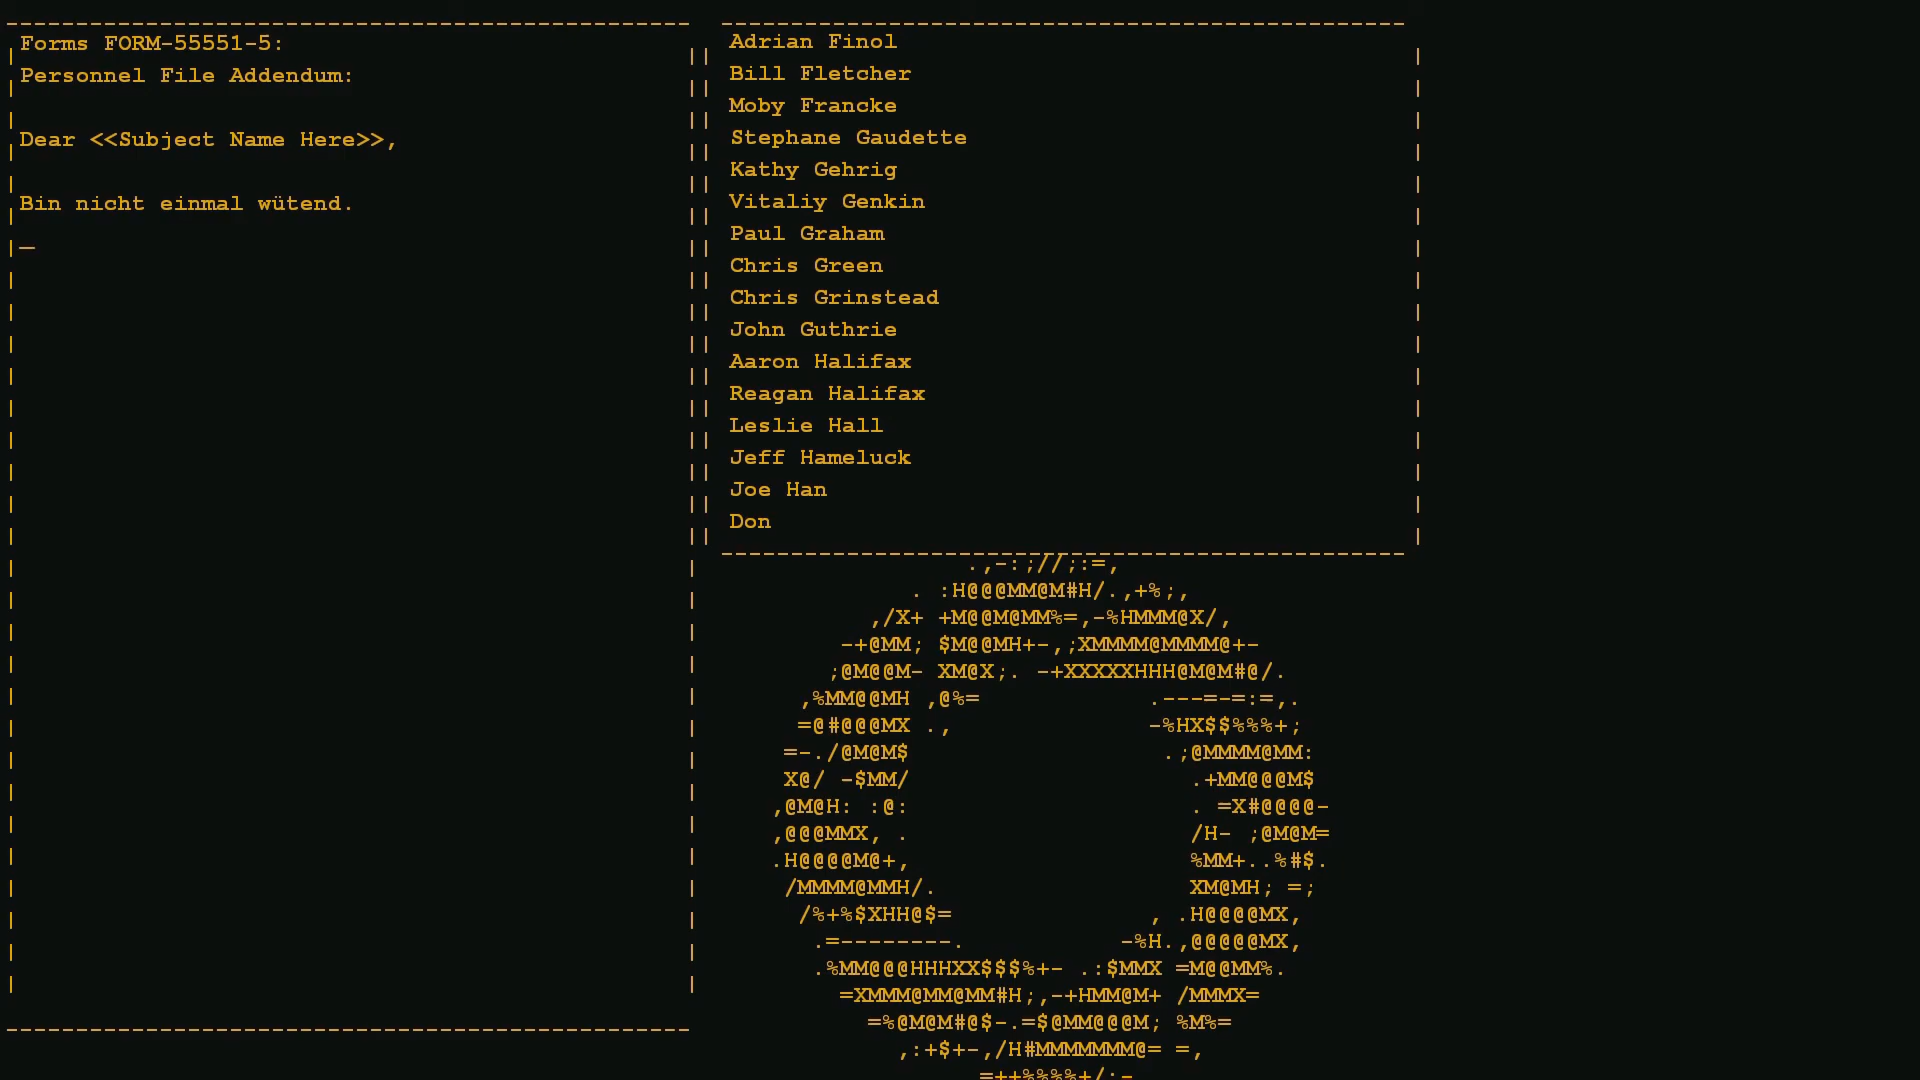 Forms FORM-55551-5:
Personnel File Addendum:
Dear <<Subject Name Here>>,
Bin nicht einmal wütend.
_
Adrian Finol
Bill Fletcher
Moby Francke
Stephane Gaudette
Kathy Gehrig
Vitaliy Genkin
Paul Graham
Chris Green
Chris Grinstead
John Guthrie
Aaron Halifax
Reagan Halifax
Leslie Hall
Jeff Hameluck
Joe Han
Don